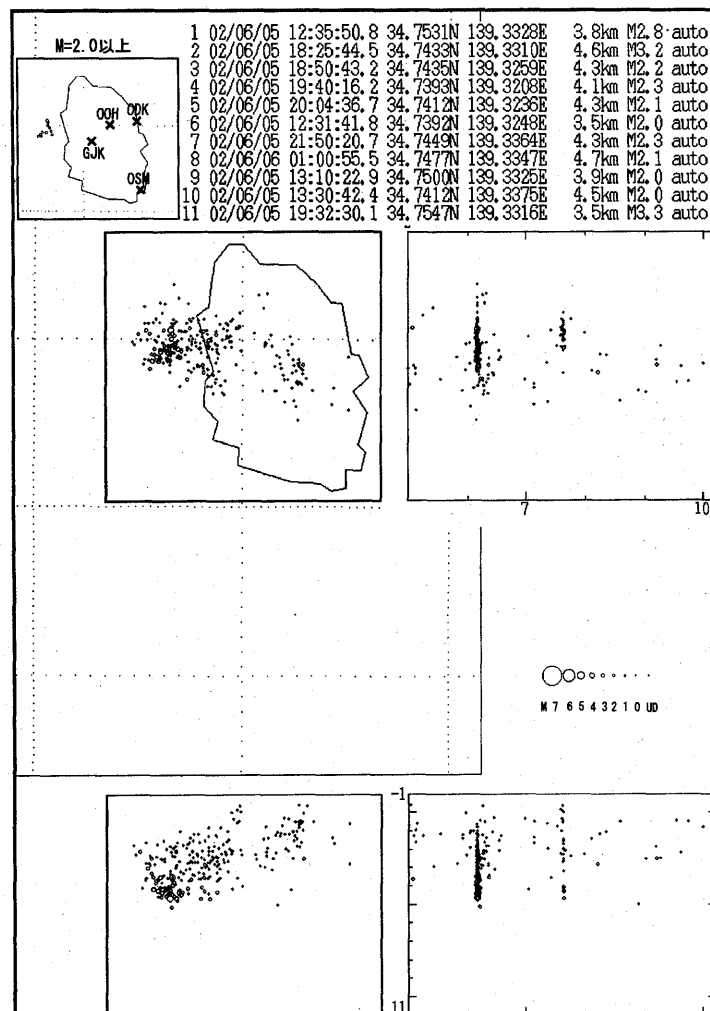 M=2.0以上
1 02/06/05 12:35:50.8 34.7531N 139.3328E 3.8km M2.8 auto
2 02/06/05 18:25:44.5 34.7433N 139.3310E 4.6km M3.2 auto
3 02/06/05 18:50:43.2 34.7435N 139.3259E 4.3km M2.2 auto
4 02/06/05 19:40:16.2 34.7393N 139.3208E 4.1km M2.3 auto
5 02/06/05 20:04:36.7 34.7412N 139.3236E 4.3km M2.1 auto
6 02/06/05 12:31:41.8 34.7392N 139.3248E 3.5km M2.0 auto
7 02/06/05 21:50:20.7 34.7449N 139.3364E 4.3km M2.3 auto
8 02/06/06 01:00:55.5 34.7477N 139.3347E 4.7km M2.1 auto
9 02/06/05 13:10:22.9 34.7500N 139.3325E 3.9km M2.0 auto
10 02/06/05 13:30:42.4 34.7412N 139.3375E 4.5km M2.0 auto
11 02/06/05 19:32:30.1 34.7547N 139.3316E 3.5km M3.3 auto
OOH
ODK
GJK
OSM
7 10
M 7 6 5 4 3 2 1 0 UD
-1
11